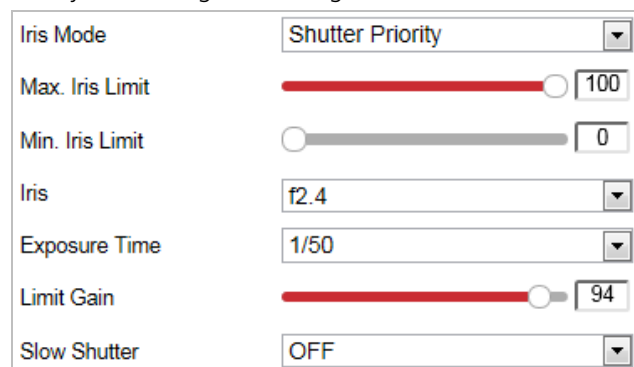 Iris Mode Shutter Priority
Max. Iris Limit 100
Min. Iris Limit 0
Iris f2.4
Exposure Time 1/50
Limit Gain 94
Slow Shutter OFF